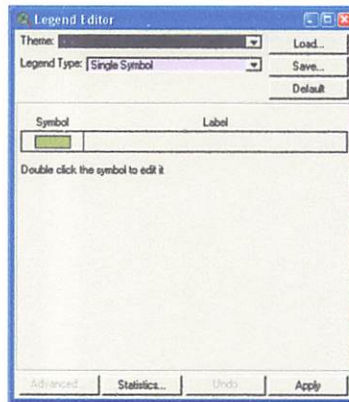 Legend Editor
Theme:
Load...
Legend Type: Single Symbol
Save...
Default
Symbol Label
Double click the symbol to edit it
Advanced... Statistics... Undo Apply